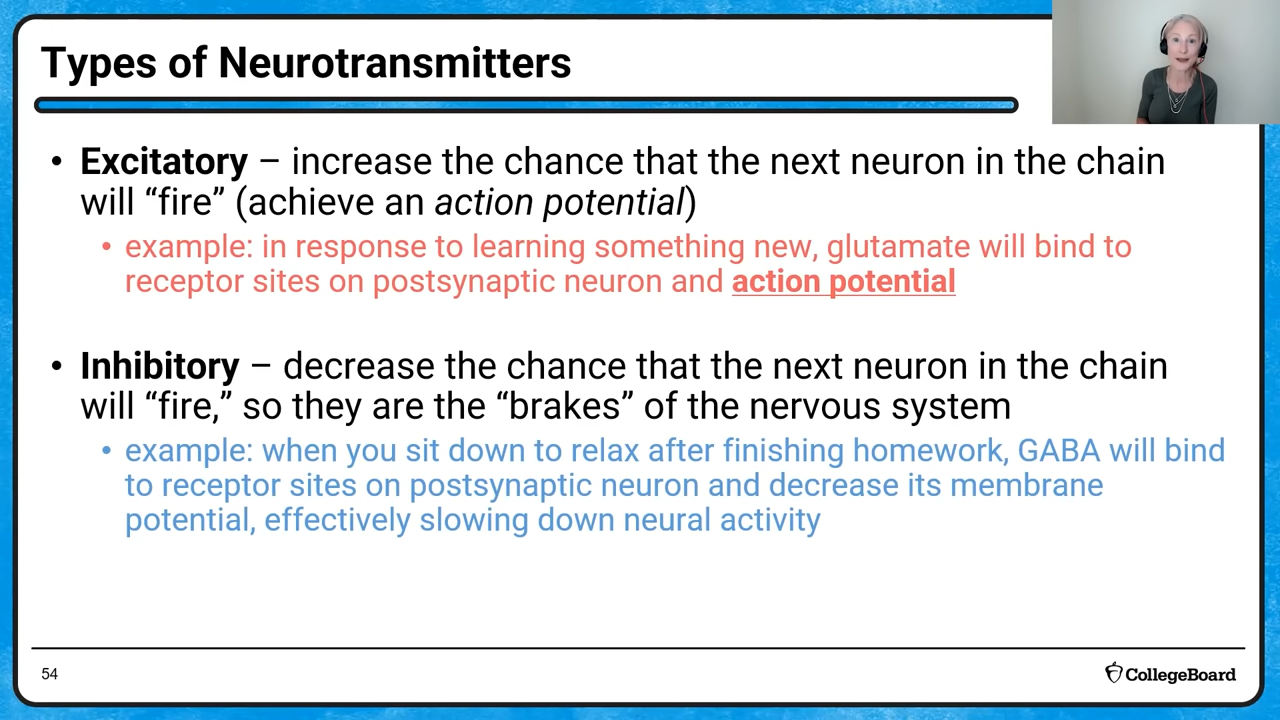 Types of Neurotransmitters
• Excitatory – increase the chance that the next neuron in the chain
will “fire” (achieve an action potential)
• example: in response to learning something new, glutamate will bind to
receptor sites on postsynaptic neuron and action potential
• Inhibitory – decrease the chance that the next neuron in the chain
will “fire,” so they are the “brakes” of the nervous system
• example: when you sit down to relax after finishing homework, GABA will bind
to receptor sites on postsynaptic neuron and decrease its membrane
potential, effectively slowing down neural activity
54
CollegeBoard